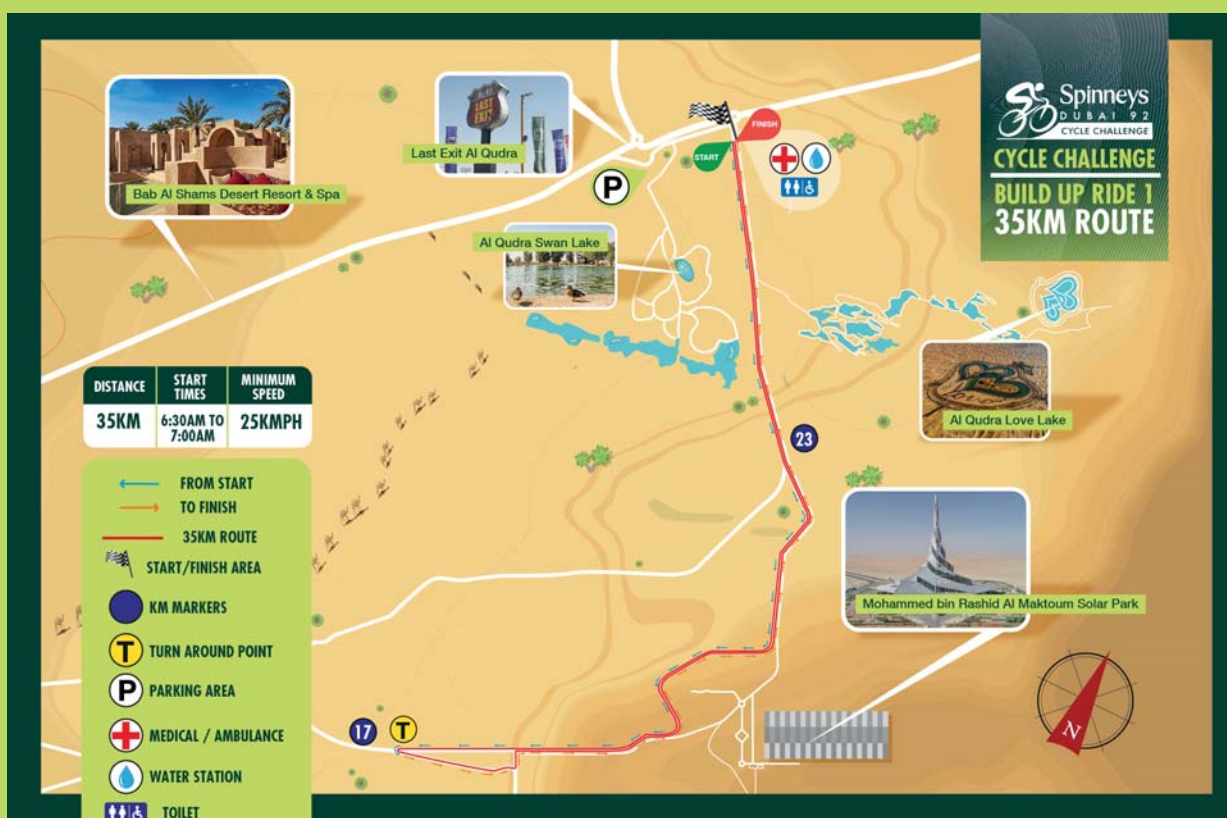 Spinneys
DUBAI 92
CYCLE CHALLENGE
CYCLE CHALLENGE
BUILD UP RIDE 1
35KM ROUTE
Bab Al Shams Desert Resort & Spa
LAST
EXIT
Last Exit Al Qudra
P
START
FINISH
Al Qudra Swan Lake
Al Qudra Love Lake
23
Mohammed bin Rashid Al Maktoum Solar Park
17
T
N
DISTANCE
START
TIMES
MINIMUM
SPEED
35KM
6:30AM TO
7:00AM
25KMPH
FROM START
TO FINISH
35KM ROUTE
START/FINISH AREA
KM MARKERS
T TURN AROUND POINT
P PARKING AREA
MEDICAL / AMBULANCE
WATER STATION
TOILET